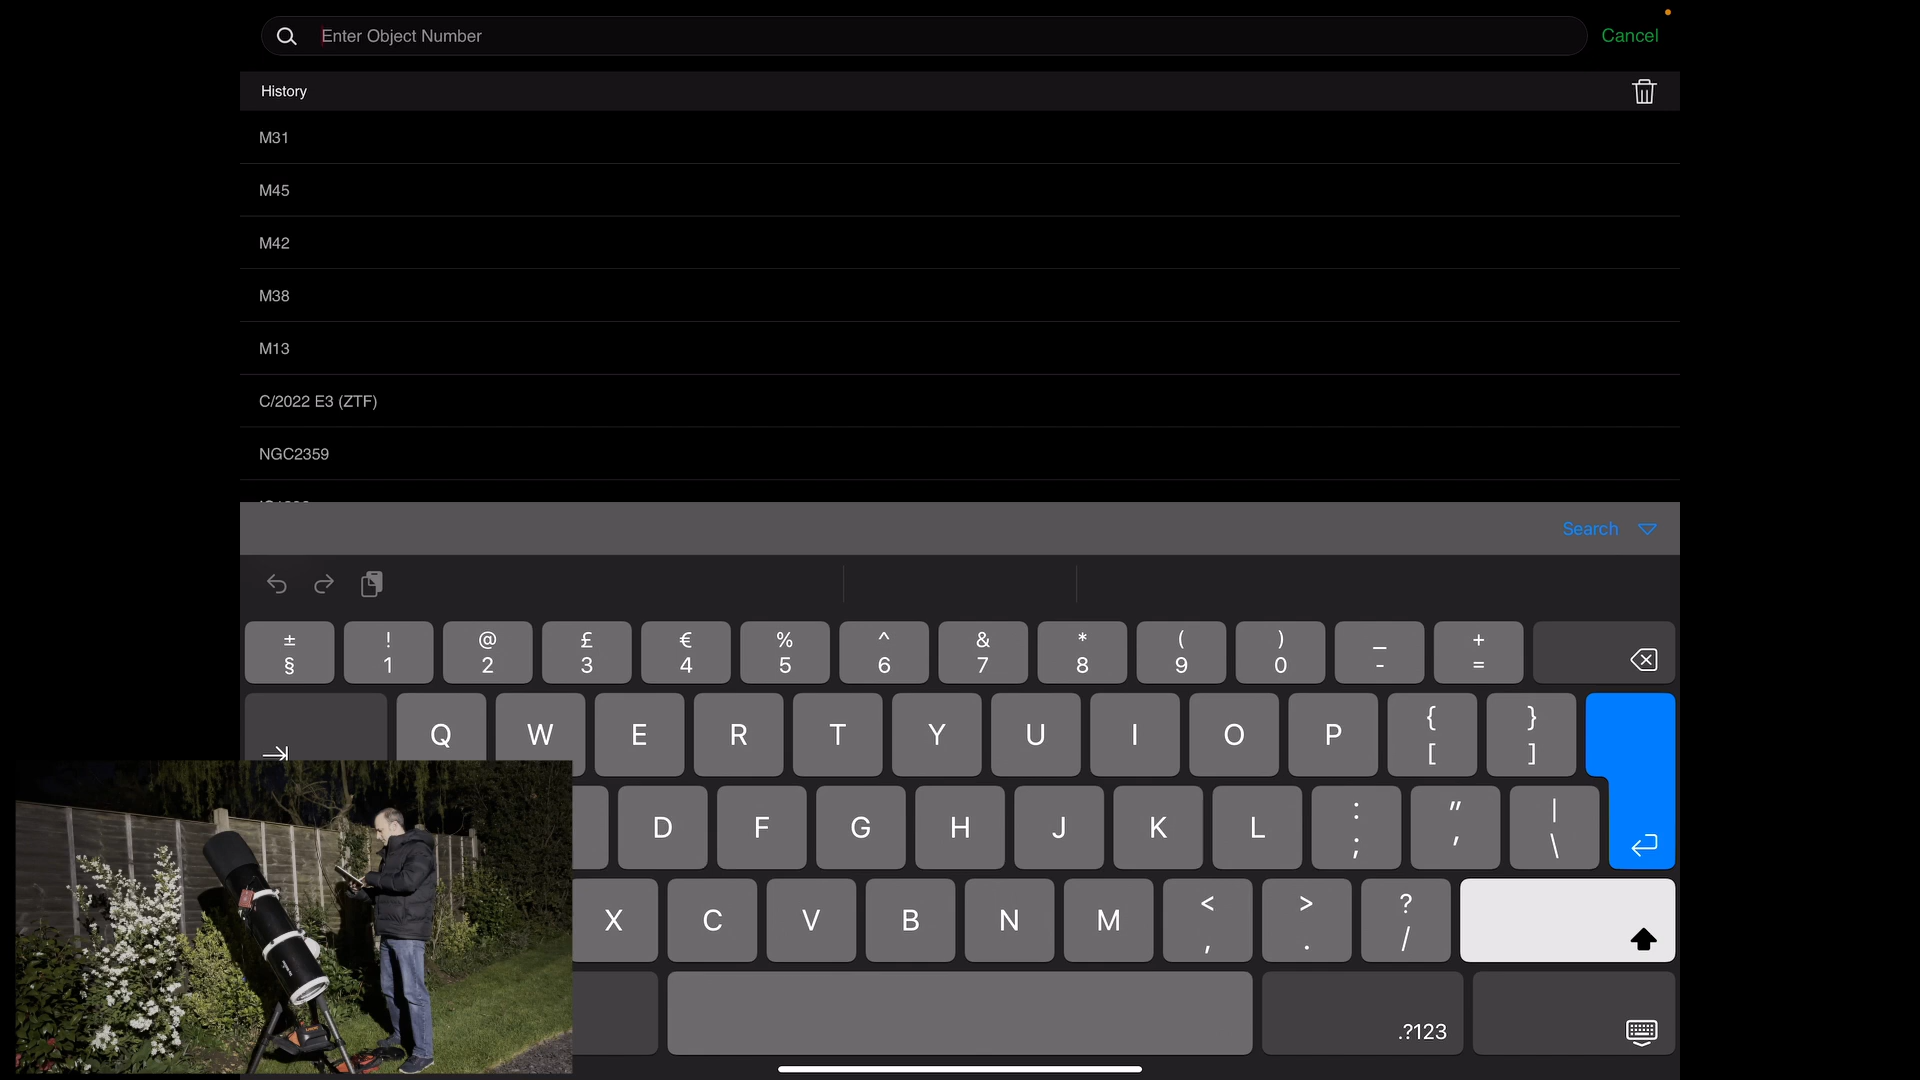 Enter Object Number
Cancel
History
M31
M45
M42
M38
M13
C/2022 E3 (ZTF)
NGC2359
Search
± ! @ £ € % ^ & * ( ) _ +
§ 1 2 3 4 5 6 7 8 9 0 - =
Q W E R T Y U I O P { }
[ ]
D F G H J K L : " |
; ' \
X C V B N M < > ?
, . /
.?123